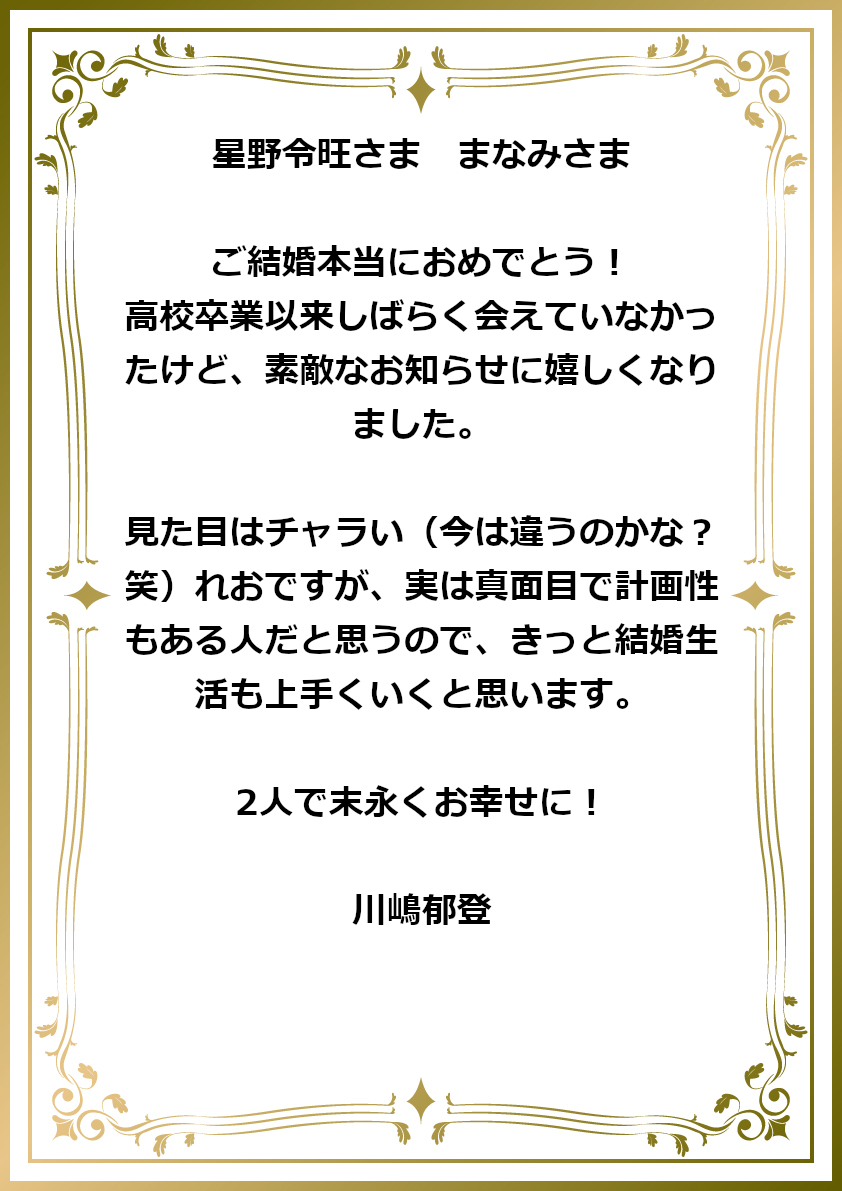 星野令旺さま　まなみさま
ご結婚本当におめでとう！
高校卒業以来しばらく会えていなかっ
たけど、素敵なお知らせに嬉しくなり
ました。
見た目はチャラい（今は違うのかな？
笑）れおですが、実は真面目で計画性
もある人だと思うので、きっと結婚生
活も上手くいくと思います。
2人で末永くお幸せに！
川嶋郁登